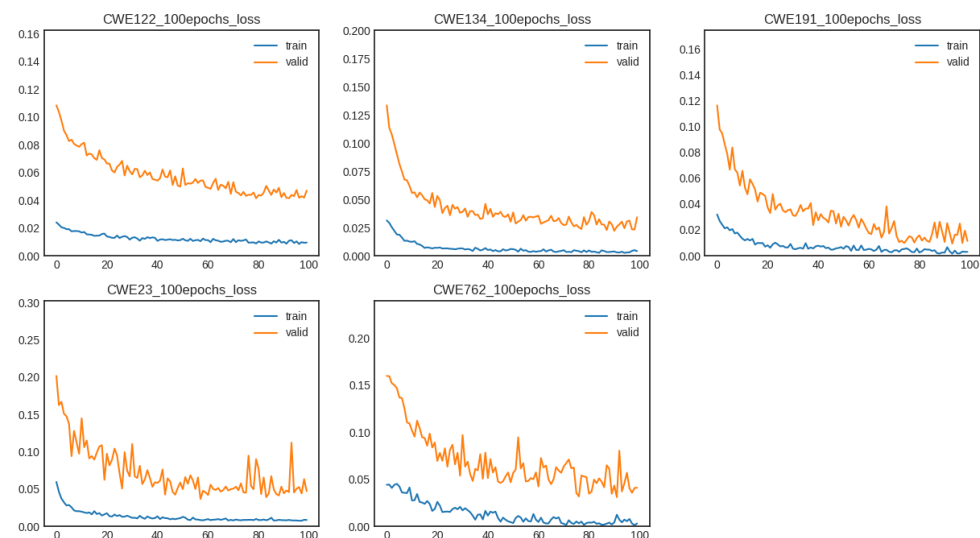 CWE122_100epochs_loss
0.16
0.14
0.12
0.10
0.08
0.06
0.04
0.02
0.00
0 20 40 60 80 100
train
valid
CWE134_100epochs_loss
0.200
0.175
0.150
0.125
0.100
0.075
0.050
0.025
0.000
0 20 40 60 80 100
train
valid
CWE191_100epochs_loss
0.16
0.14
0.12
0.10
0.08
0.06
0.04
0.02
0.00
0 20 40 60 80 100
train
valid
CWE23_100epochs_loss
0.30
0.25
0.20
0.15
0.10
0.05
0.00
0 20 40 60 80 100
train
valid
CWE762_100epochs_loss
0.20
0.15
0.10
0.05
0.00
0 20 40 60 80 100
train
valid